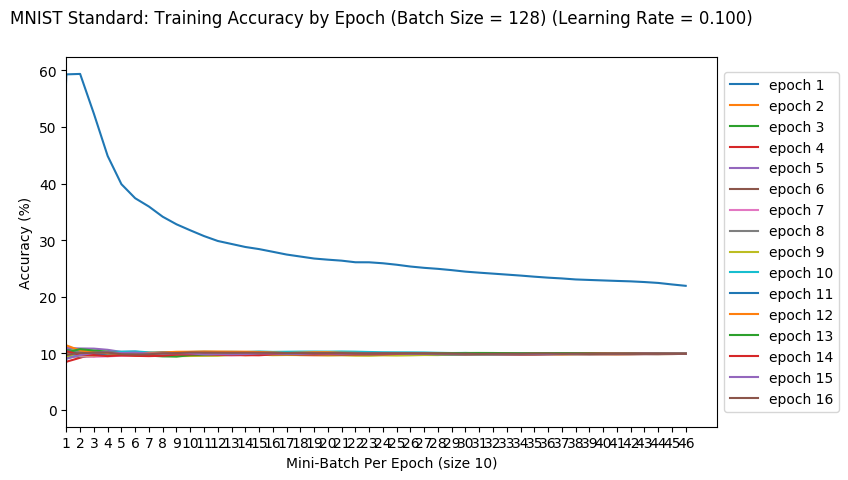 MNIST Standard: Training Accuracy by Epoch (Batch Size = 128) (Learning Rate = 0.100)
60
50
40
30
20
10
0
Accuracy (%)
1 2 3 4 5 6 7 8 9 10 11 12 13 14 15 16 17 18 19 20 21 22 23 24 25 26 27 28 29 30 31 32 33 34 35 36 37 38 39 40 41 42 43 44 45 46
Mini-Batch Per Epoch (size 10)
epoch 1
epoch 2
epoch 3
epoch 4
epoch 5
epoch 6
epoch 7
epoch 8
epoch 9
epoch 10
epoch 11
epoch 12
epoch 13
epoch 14
epoch 15
epoch 16